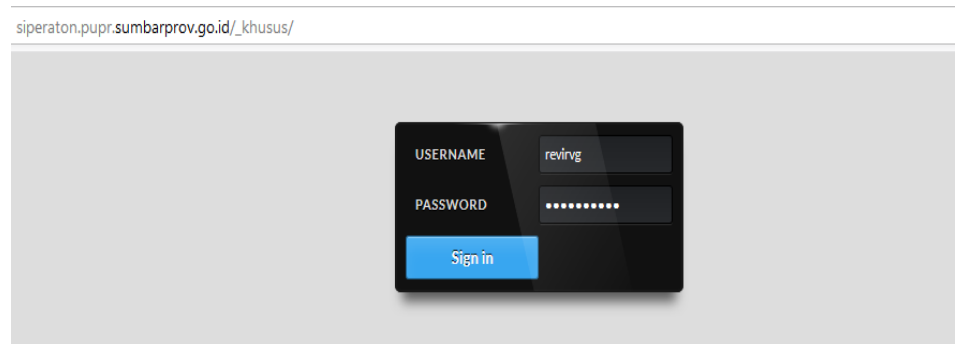 siperaton.pupr.sumbarprov.go.id/_khusus/
USERNAME revirvg
PASSWORD ••••••••••
Sign in